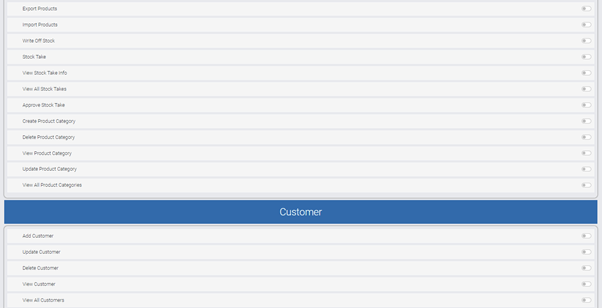 Export Products
Import Products
Write Off Stock
Stock Take
View Stock Take Info
View All Stock Takes
Approve Stock Take
Create Product Category
Delete Product Category
View Product Category
Update Product Category
View All Product Categories
Customer
Add Customer
Update Customer
Delete Customer
View Customer
View All Customers